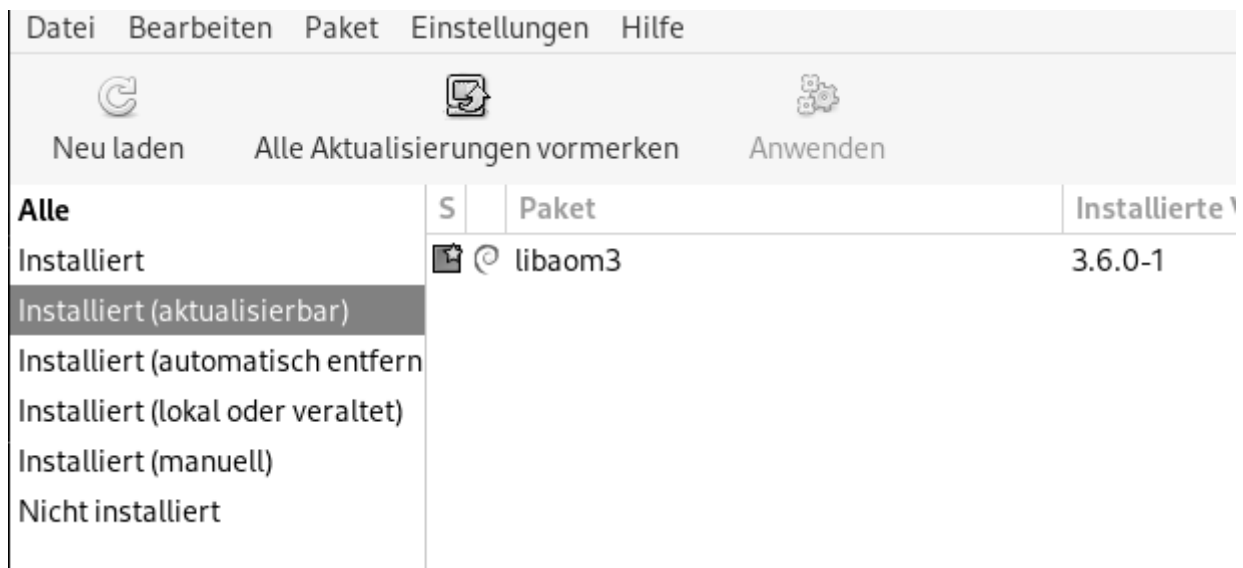 Datei Bearbeiten Paket Einstellungen Hilfe
Neu laden Alle Aktualisierungen vormerken Anwenden
Alle S Paket Installierte
Installiert libaom3 3.6.0-1
Installiert (aktualisierbar)
Installiert (automatisch entfern
Installiert (lokal oder veraltet)
Installiert (manuell)
Nicht installiert